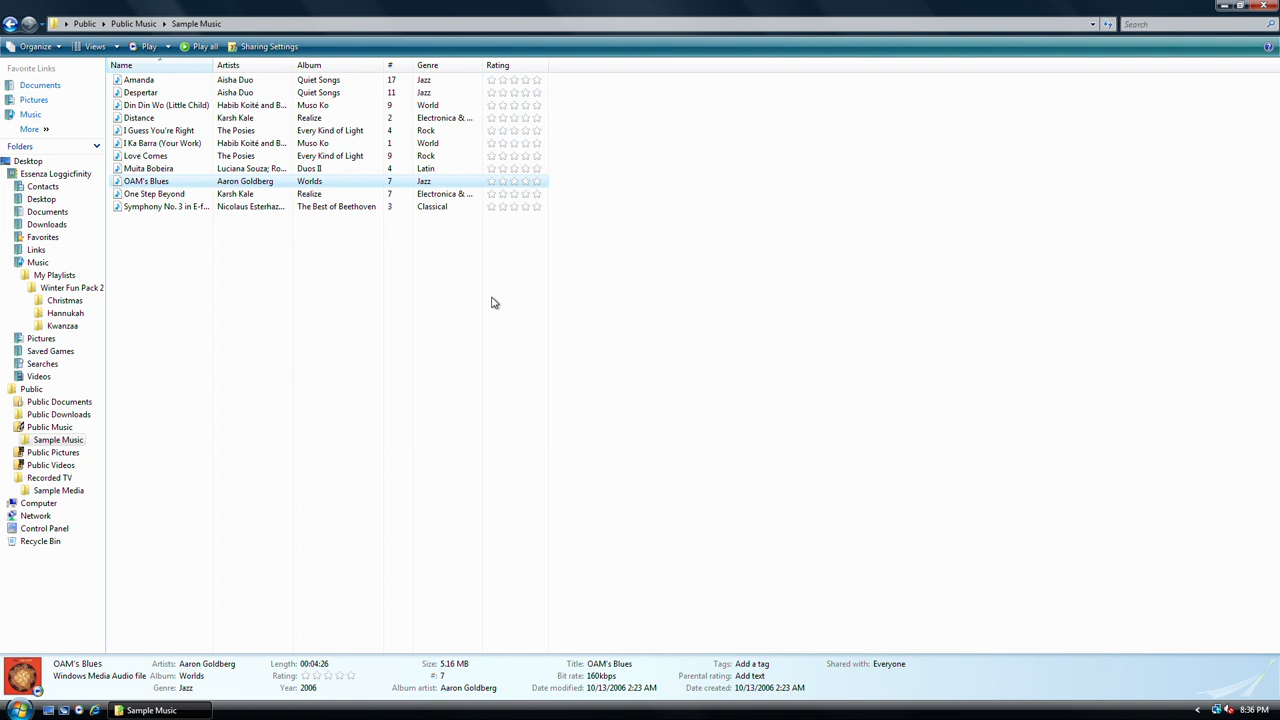 Public Public Music Sample Music Search
Organize Views Play Play all Sharing Settings
Favorite Links
Documents
Pictures
Music
More »
Folders
Desktop
Essenza Loggifinity
Contacts
Desktop
Documents
Downloads
Favorites
Links
Music
My Playlists
Winter Fun Pack 2
Christmas
Hannukah
Kwanzaa
Pictures
Saved Games
Searches
Videos
Public
Public Documents
Public Downloads
Public Music
Sample Music
Public Pictures
Public Videos
Recorded TV
Sample Media
Computer
Network
Control Panel
Recycle Bin
Name Artists Album # Genre Rating
Amanda Aisha Duo Quiet Songs 17 Jazz
Despertar Aisha Duo Quiet Songs 11 Jazz
Din Din Wo (Little Child) Habib Koité and B... Muso Ko 9 World
Distance Karsh Kale Realize 2 Electronica & ...
I Guess You're Right The Posies Every Kind of Light 4 Rock
I Ka Barra (Your Work) Habib Koité and B... Muso Ko 1 World
Love Comes The Posies Every Kind of Light 9 Rock
Muita Bobeira Luciana Souza; Ro... Duos II 4 Latin
OAM's Blues Aaron Goldberg Worlds 7 Jazz
One Step Beyond Karsh Kale Realize 7 Electronica & ...
Symphony No. 3 in E-f... Nicolaus Esterhaz... The Best of Beethoven 3 Classical
OAM's Blues Artists: Aaron Goldberg Length: 00:04:26 Size: 5.16 MB Title: OAM's Blues Tags: Add a tag Shared with: Everyone
Windows Media Audio file Album: Worlds Rating: #: 7 Bit rate: 160kbps Parental rating: Add text
Genre: Jazz Year: 2006 Album artist: Aaron Goldberg Date modified: 10/13/2006 2:23 AM Date created: 10/13/2006 2:23 AM
Sample Music 8:36 PM